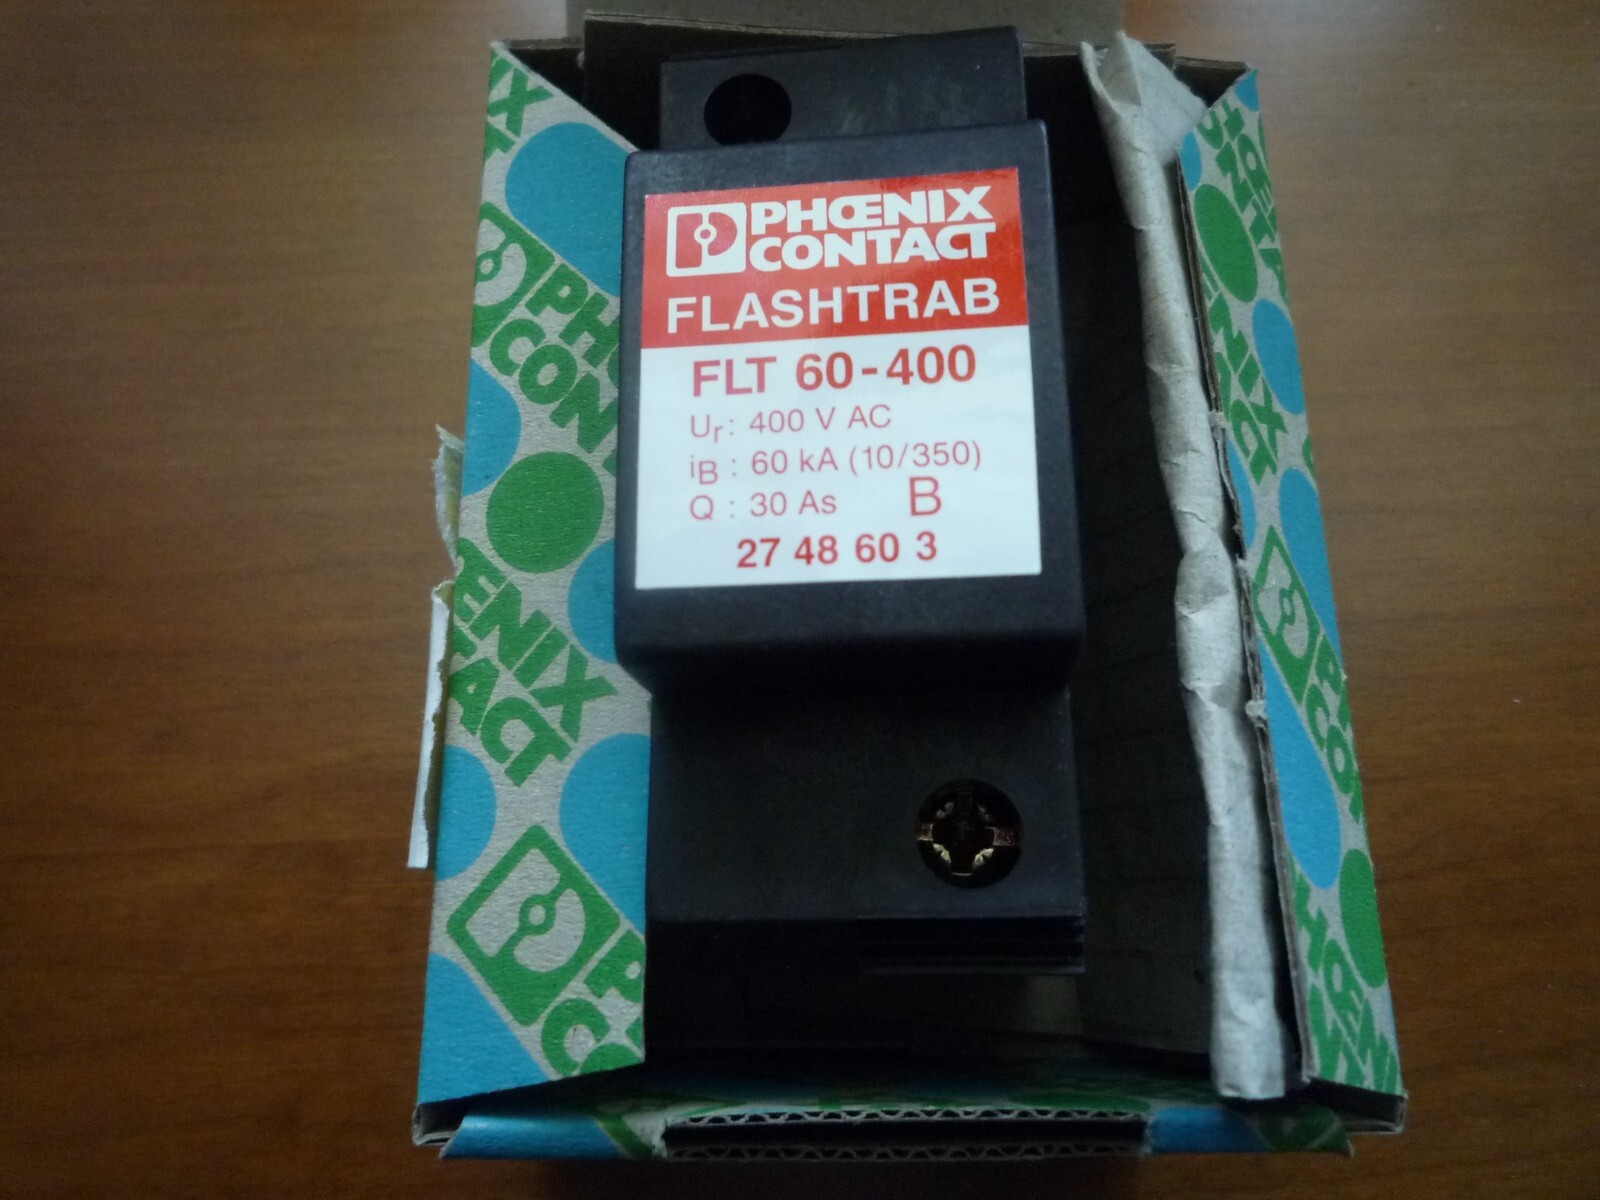 PHŒNIX
CONTACT
FLASHTRAB
FLT 60-400
Ur: 400 V AC
iB : 60 kA (10/350)
Q : 30 As B
27 48 60 3